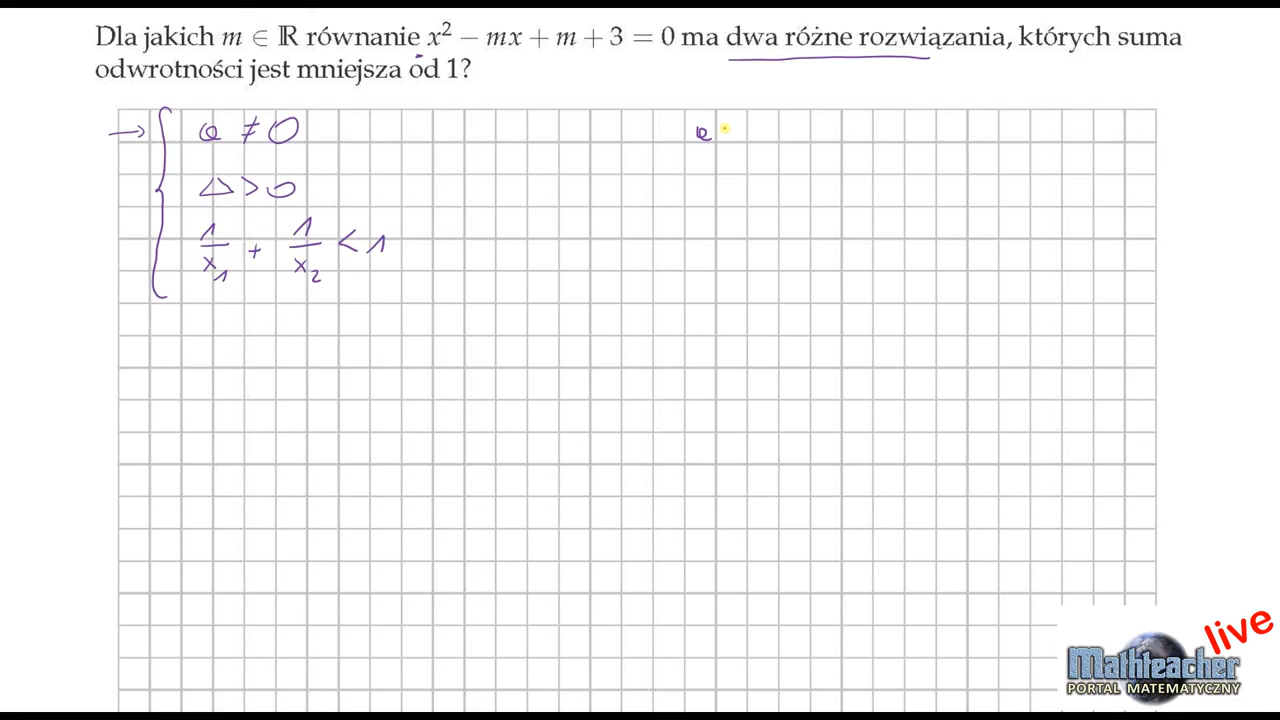 Dla jakich m ∈ ℝ równanie x² − mx + m + 3 = 0 ma dwa różne rozwiązania, których suma
odwrotności jest mniejsza od 1?
→ { a ≠ 0
a
Δ > 0
1/x₁ + 1/x₂ < 1
live
Mathteacher
PORTAL MATEMATYCZNY